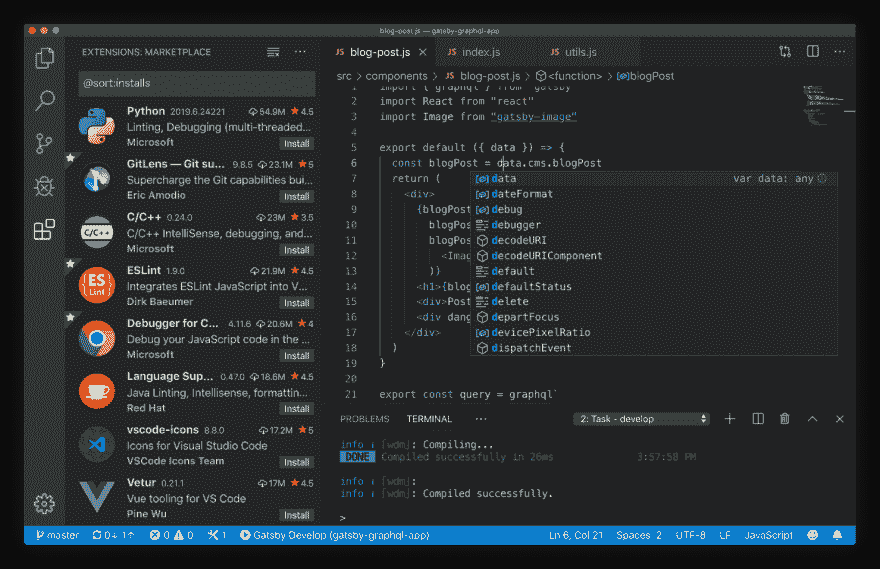 blog-post.js — gatsby-graphql-app
EXTENSIONS: MARKETPLACE
@sort:installs
Python 2019.6.24221 54.9M 4.5
Linting, Debugging (multi-threaded...
Microsoft Install
GitLens — Git su... 9.8.5 23.1M 5
Supercharge the Git capabilities bui...
Eric Amodio Install
C/C++ 0.24.0 23M 3.5
C/C++ IntelliSense, debugging, and...
Microsoft Install
ESLint 1.9.0 21.9M 4.5
Integrates ESLint JavaScript into V...
Dirk Baeumer Install
Debugger for C... 4.11.6 20.6M 4
Debug your JavaScript code in the ...
Microsoft Install
Language Sup... 0.47.0 18.6M 4.5
Java Linting, Intellisense, formattin...
Red Hat Install
vscode-icons 8.8.0 17.2M 5
Icons for Visual Studio Code
VSCode Icons Team Install
Vetur 0.21.1 17M 4.5
Vue tooling for VS Code
Pine Wu Install
JS blog-post.js JS index.js JS utils.js
src > components > JS blog-post.js > <function> > blogPost
1 import { graphql } from "gatsby"
2 import React from "react"
3 import Image from "gatsby-image"
4
5 export default ({ data }) => {
6 const blogPost = data.cms.blogPost
7 return (
8 <div>
9 {blogPost
10 blogPos
11 blogPos
12 <Imag
13 )}
14 <h1>{blog
15 <div>Post
16 <div dang
17 </div>
18 )
19 }
20
21 export const query = graphql`
data var data: any
dateFormat
debug
debugger
decodeURI
decodeURIComponent
default
defaultStatus
delete
departFocus
devicePixelRatio
dispatchEvent
PROBLEMS TERMINAL ... 2: Task - develop
info [wdm]: Compiling...
DONE Compiled successfully in 26ms 3:57:58 PM
info [wdm]:
info [wdm]: Compiled successfully.
>
master 0↓ 1↑ 0 0 1 Gatsby Develop (gatsby-graphql-app) Ln 6, Col 21 Spaces: 2 UTF-8 LF JavaScript